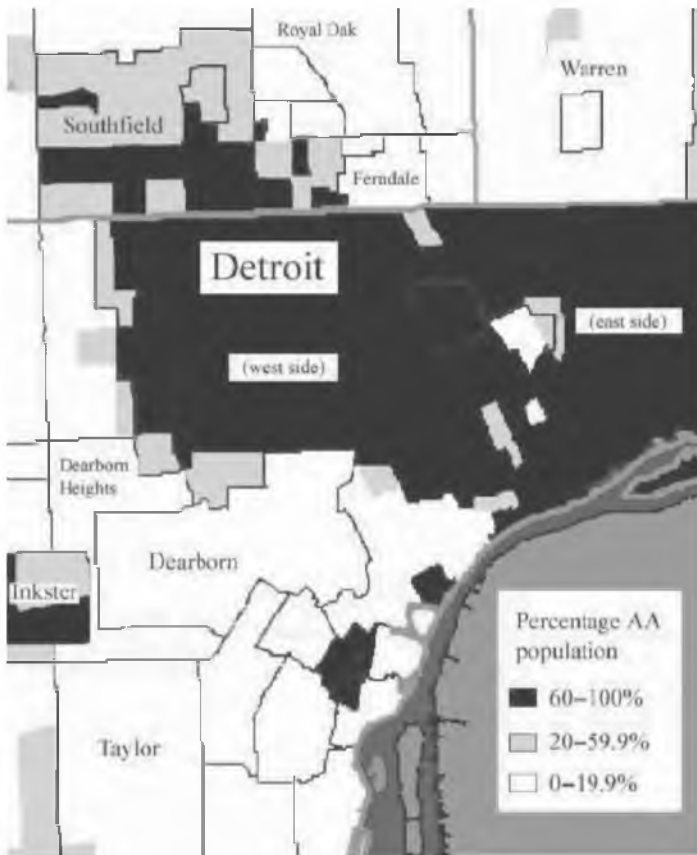 Royal Oak
Warren
Southfield
Ferndale
Detroit
(east side)
(west side)
Dearborn
Heights
Dearborn
Inkster
Taylor
Percentage AA
population
60–100%
20–59.9%
0–19.9%